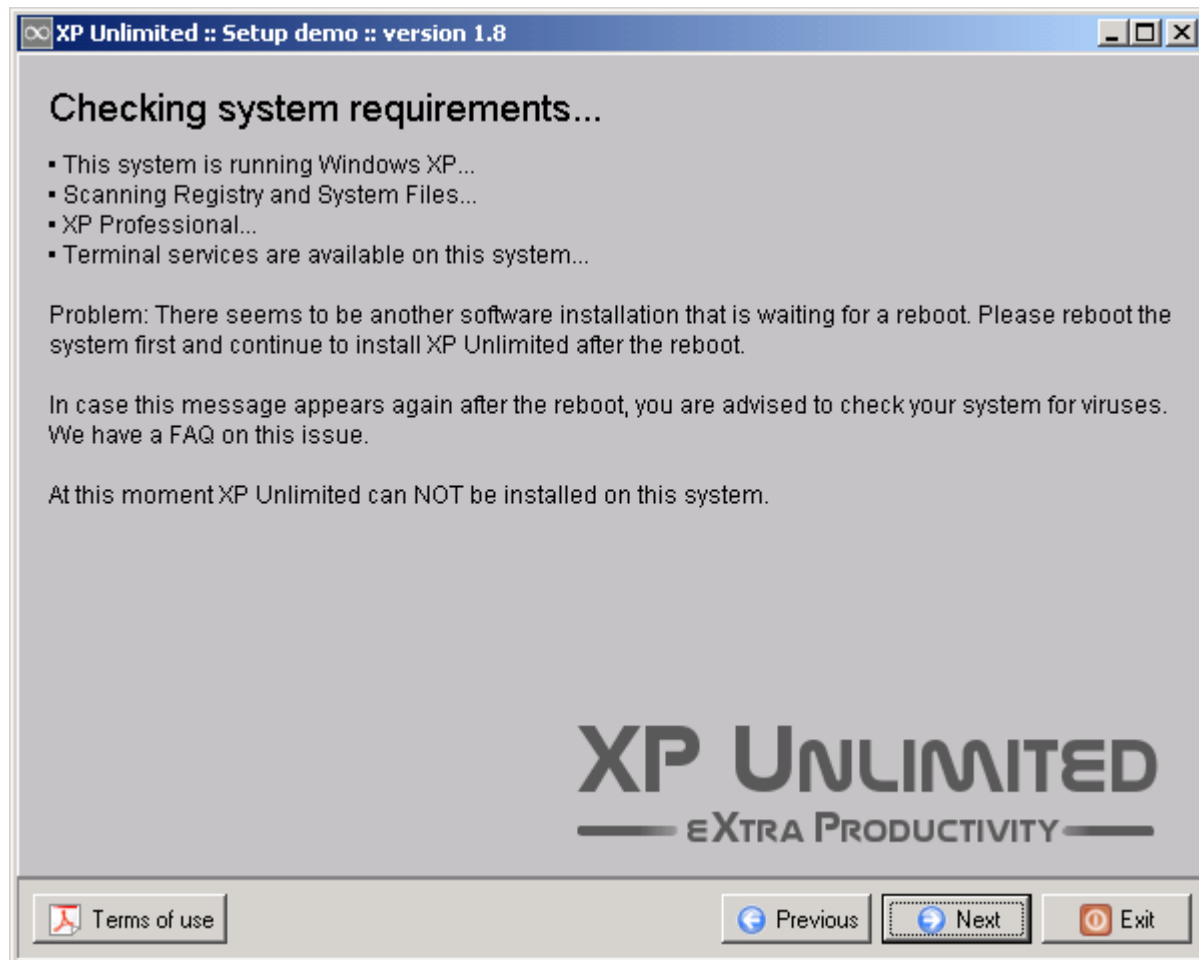 XP Unlimited :: Setup demo :: version 1.8
Checking system requirements...
▪ This system is running Windows XP...
▪ Scanning Registry and System Files...
▪ XP Professional...
▪ Terminal services are available on this system...
Problem: There seems to be another software installation that is waiting for a reboot. Please reboot the
system first and continue to install XP Unlimited after the reboot.
In case this message appears again after the reboot, you are advised to check your system for viruses.
We have a FAQ on this issue.
At this moment XP Unlimited can NOT be installed on this system.
XP UNLIMITED
EXTRA PRODUCTIVITY
Terms of use
Previous
Next
Exit